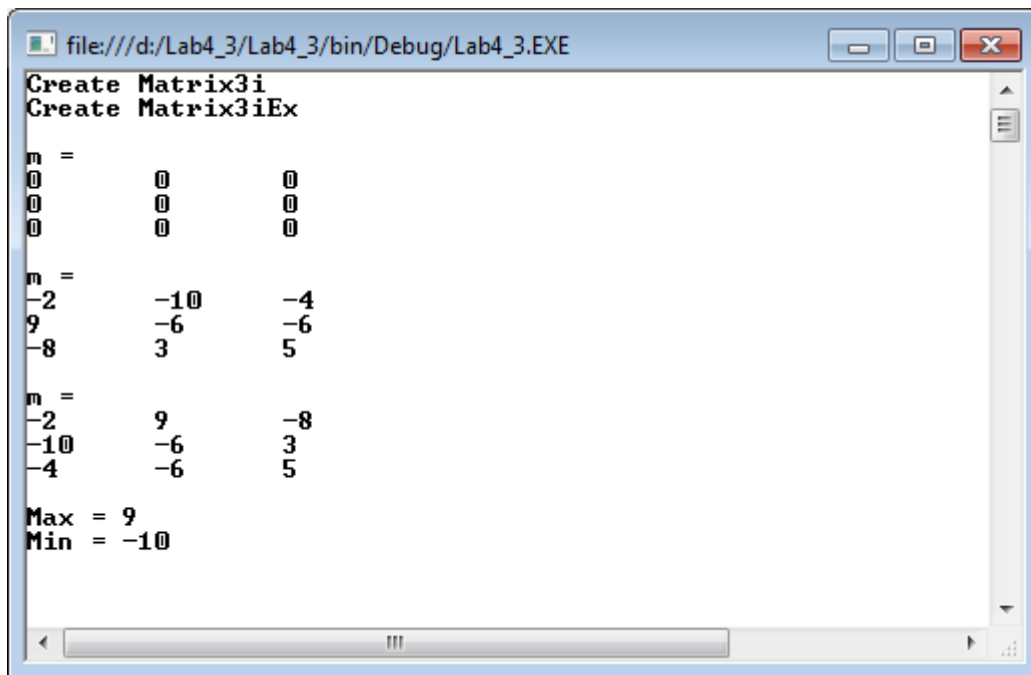 file:///d:/Lab4_3/Lab4_3/bin/Debug/Lab4_3.EXE
Create Matrix3i
Create Matrix3iEx
m =
0 0 0
0 0 0
0 0 0
m =
-2 -10 -4
9 -6 -6
-8 3 5
m =
-2 9 -8
-10 -6 3
-4 -6 5
Max = 9
Min = -10